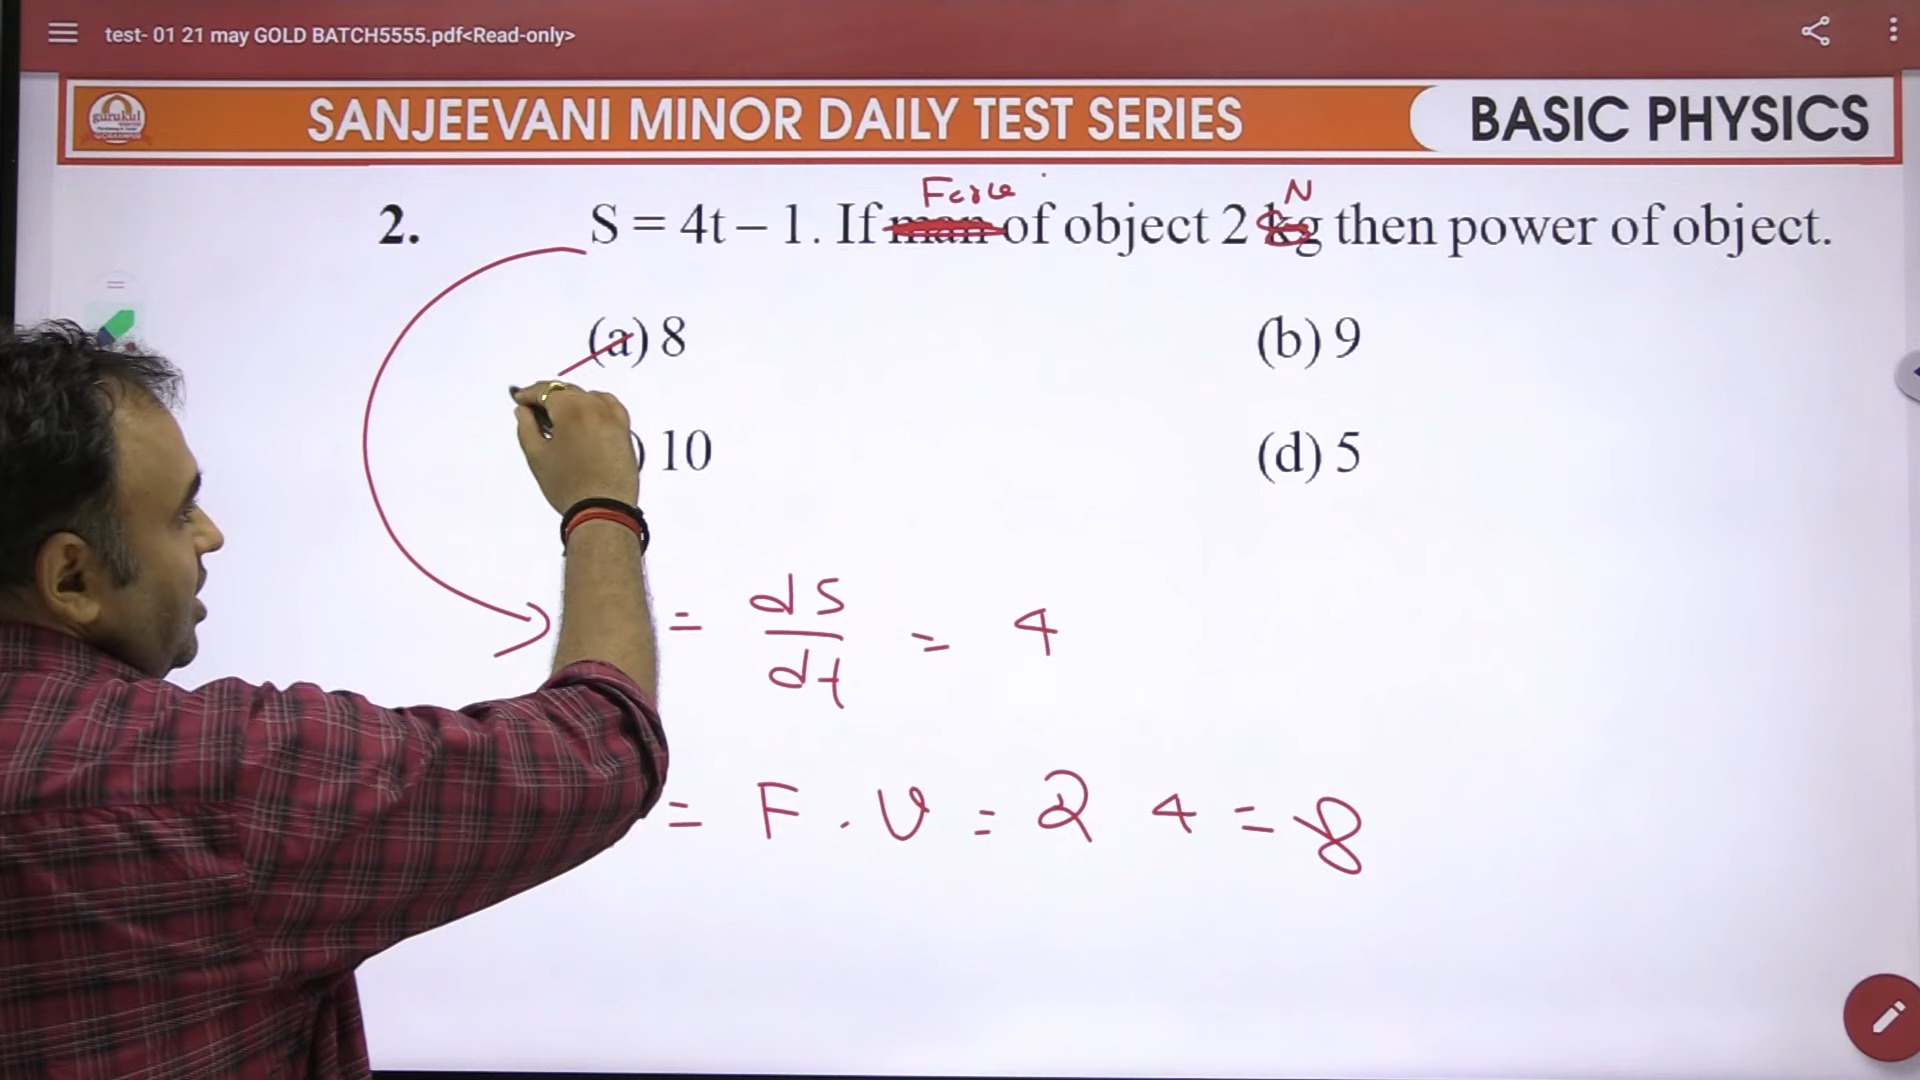 test- 01 21 may GOLD BATCH5555.pdf<Read-only>
gurukul
SANJEEVANI MINOR DAILY TEST SERIES
BASIC PHYSICS
Force N
2. S = 4t – 1. If of object 2 kg then power of object.
(a) 8 (b) 9
) 10 (d) 5
= dS/dt = 4
= F . v = 2 4 = 8